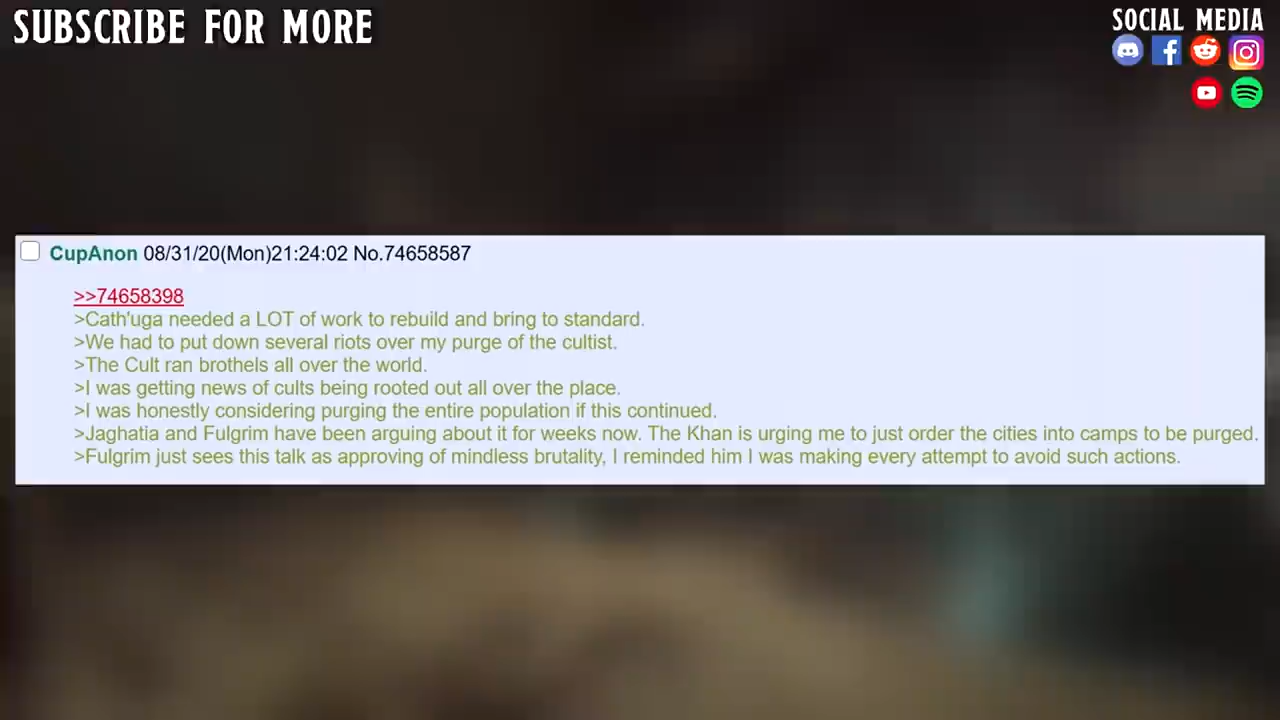 SUBSCRIBE FOR MORE
SOCIAL MEDIA
CupAnon 08/31/20(Mon)21:24:02 No.74658587
>>74658398
>Cath'uga needed a LOT of work to rebuild and bring to standard.
>We had to put down several riots over my purge of the cultist.
>The Cult ran brothels all over the world.
>I was getting news of cults being rooted out all over the place.
>I was honestly considering purging the entire population if this continued.
>Jaghatia and Fulgrim have been arguing about it for weeks now. The Khan is urging me to just order the cities into camps to be purged.
>Fulgrim just sees this talk as approving of mindless brutality, I reminded him I was making every attempt to avoid such actions.